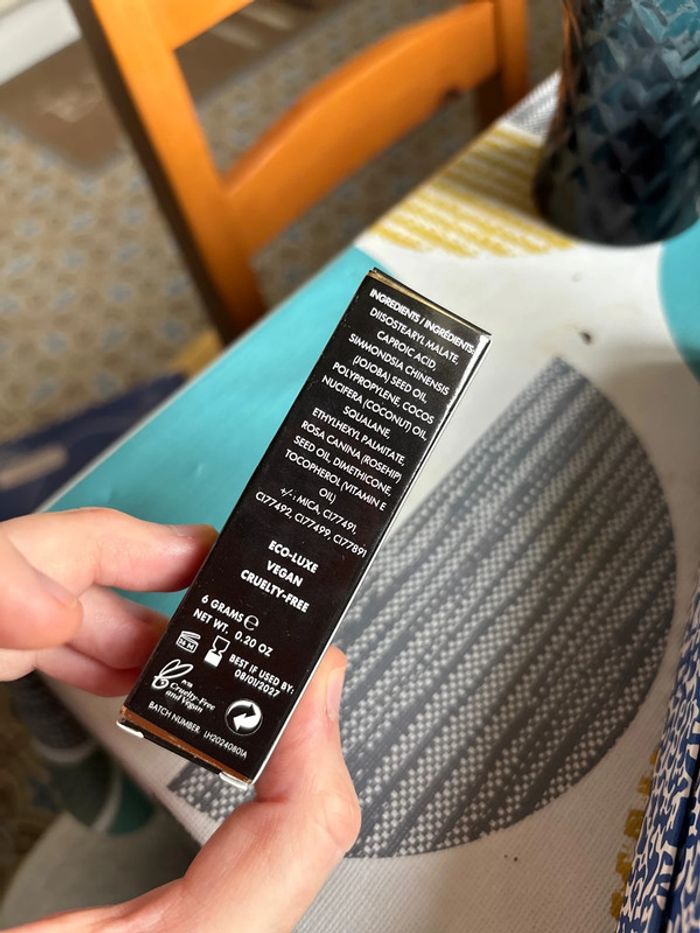 INGREDIENTS / INGRÉDIENTS:
DIISOSTEARYL MALATE,
CAPROIC ACID,
SIMMONDSIA CHINENSIS
(JOJOBA) SEED OIL,
POLYPROPYLENE, COCOS
NUCIFERA (COCONUT) OIL,
SQUALANE,
ETHYLHEXYL PALMITATE,
ROSA CANINA (ROSEHIP)
SEED OIL, DIMETHICONE,
TOCOPHEROL (VITAMIN E
OIL)
+/-: MICA, CI77491,
CI77492, CI77499, CI77891
ECO-LUXE
VEGAN
CRUELTY-FREE
6 GRAMS e
NET WT. 0.20 OZ
BEST IF USED BY:
08/01/2027
Cruelty-Free
and Vegan
BATCH NUMBER. LH20240801A